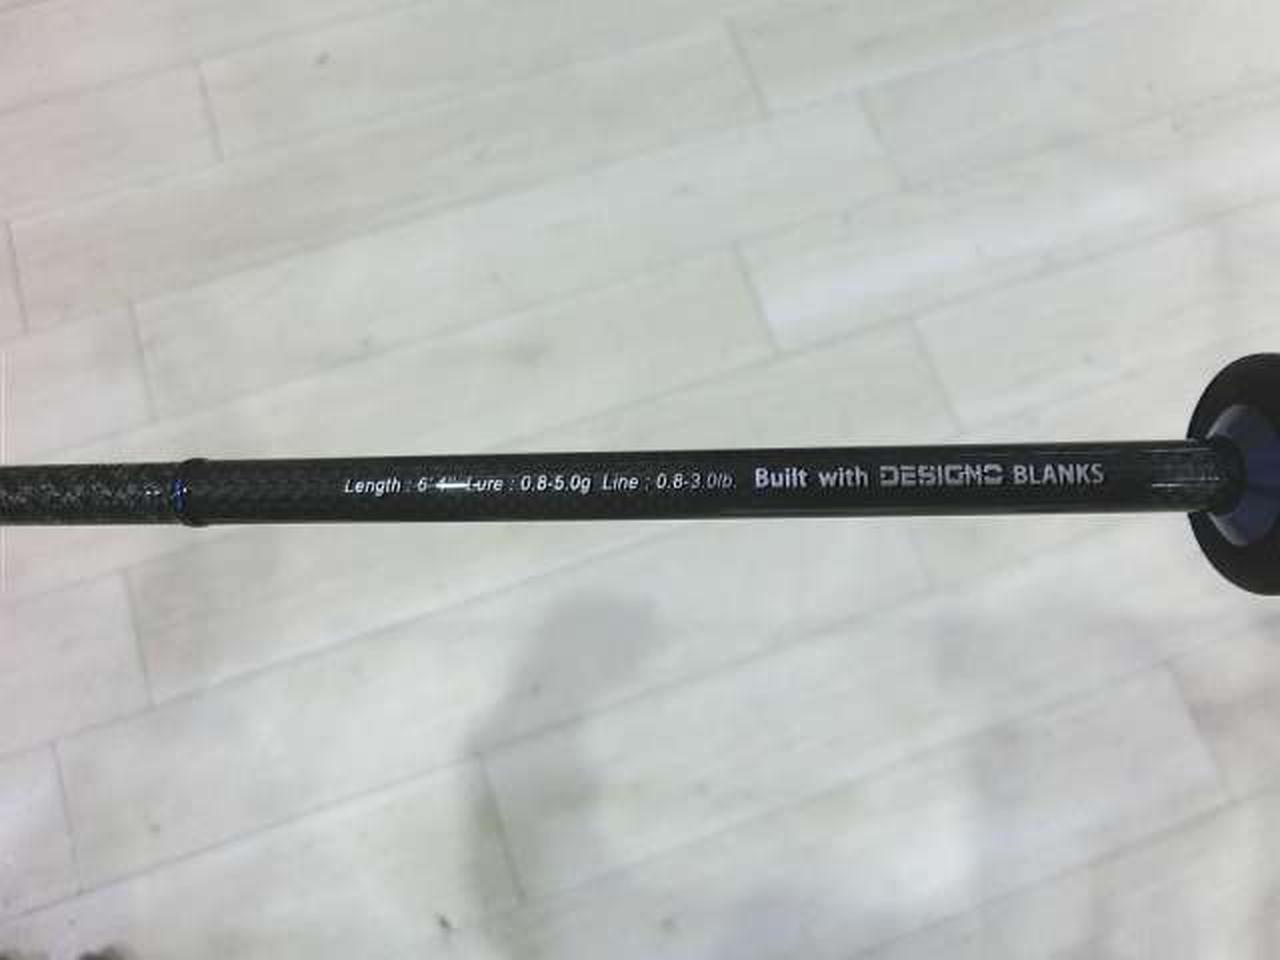 Length : 6'4" Lure : 0.8-5.0g Line : 0.8-3.0lb. Built with DESIGNO BLANKS